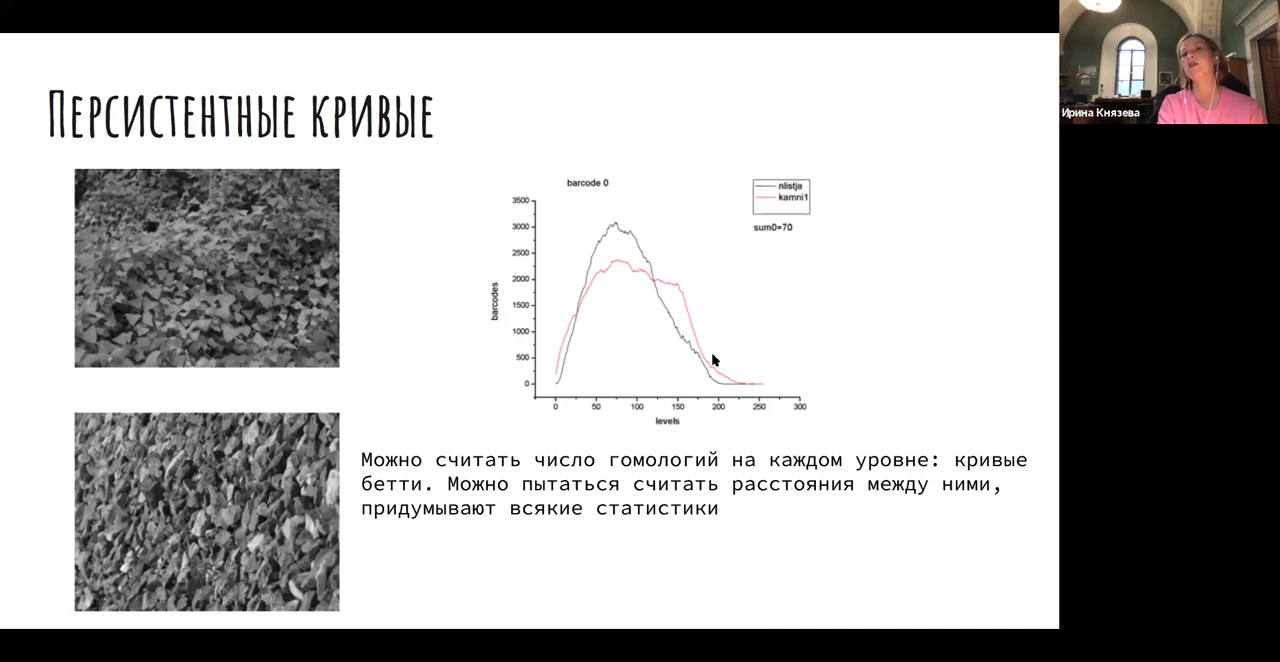 Персистентные кривые
Ирина Князева
barcode 0
nlistja
kamni1
sum0=70
3500
3000
2500
2000
1500
1000
500
0
barcodes
0 50 100 150 200 250 300
levels
Можно считать число гомологий на каждом уровне: кривые
бетти. Можно пытаться считать расстояния между ними,
придумывают всякие статистики